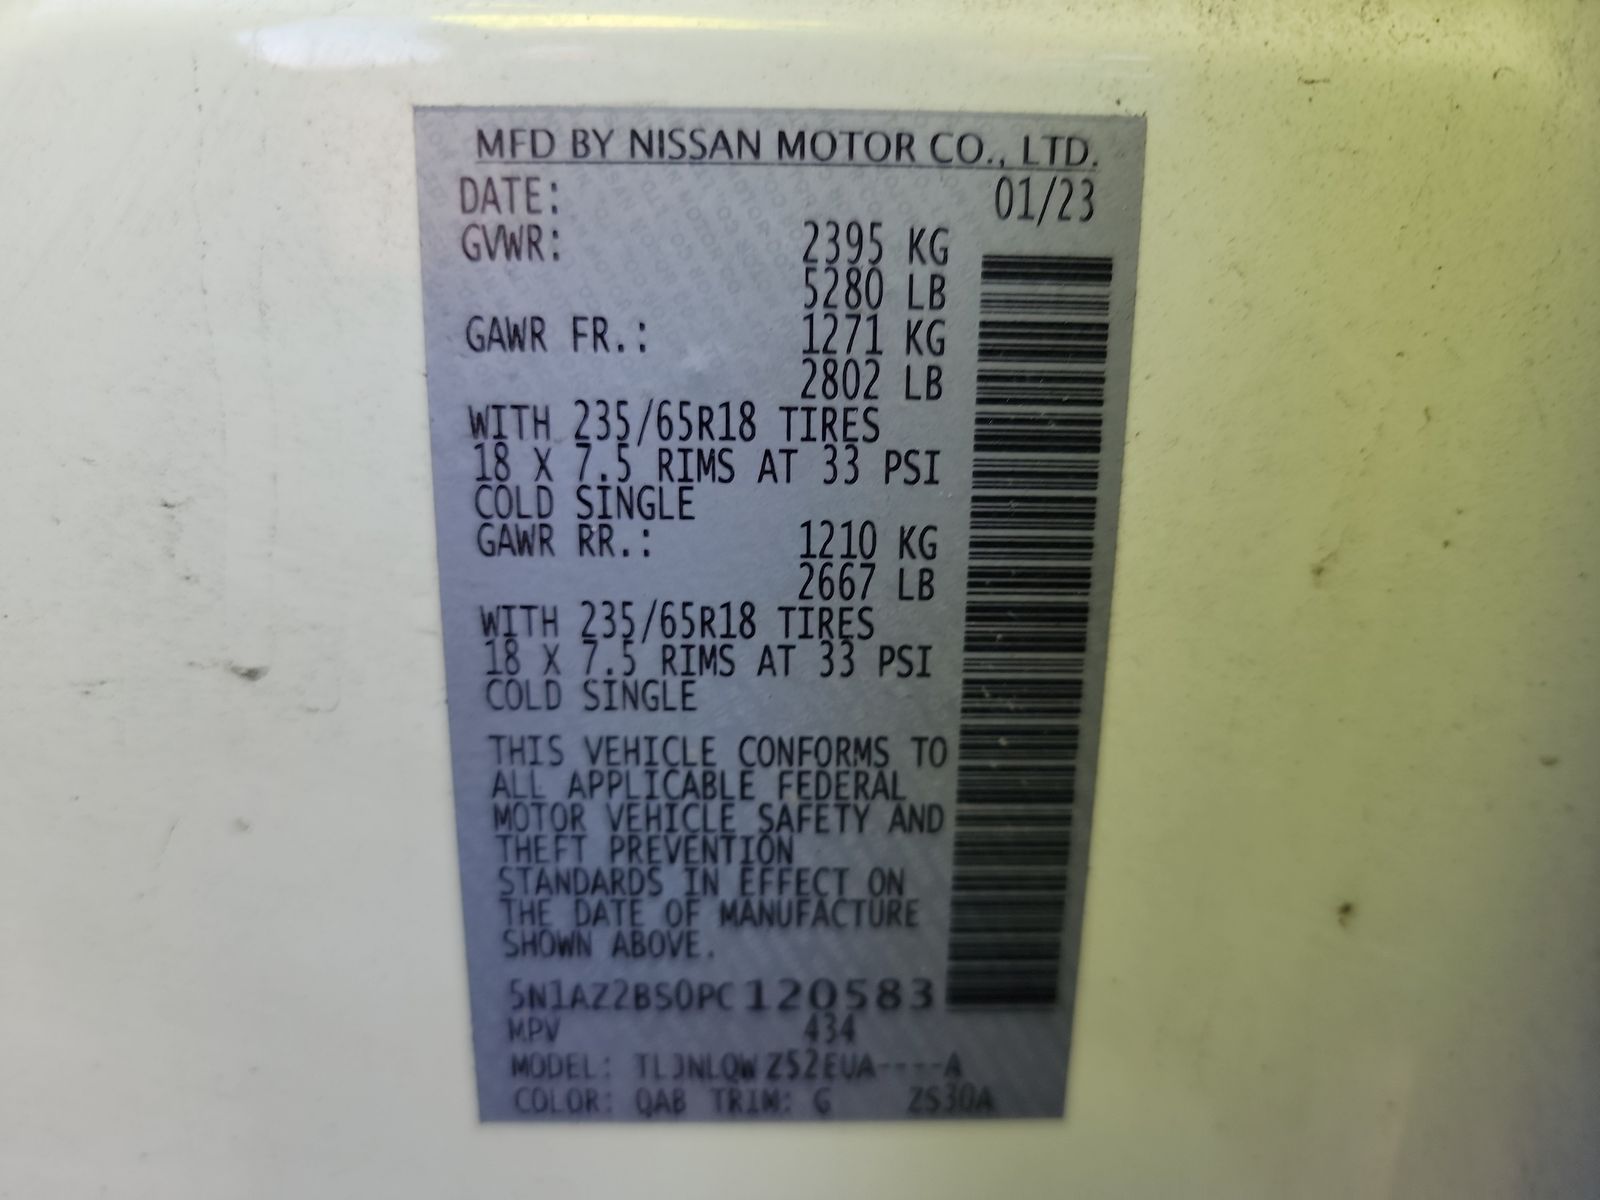 MFD BY NISSAN MOTOR CO., LTD.
DATE: 01/23
GVWR: 2395 KG
5280 LB
GAWR FR.: 1271 KG
2802 LB
WITH 235/65R18 TIRES
18 X 7.5 RIMS AT 33 PSI
COLD SINGLE
GAWR RR.: 1210 KG
2667 LB
WITH 235/65R18 TIRES
18 X 7.5 RIMS AT 33 PSI
COLD SINGLE
THIS VEHICLE CONFORMS TO
ALL APPLICABLE FEDERAL
MOTOR VEHICLE SAFETY AND
THEFT PREVENTION
STANDARDS IN EFFECT ON
THE DATE OF MANUFACTURE
SHOWN ABOVE.
5N1AZ2BS0PC120583
MPV 434
MODEL: Z52EUA----A
COLOR: QAB TRIM: G